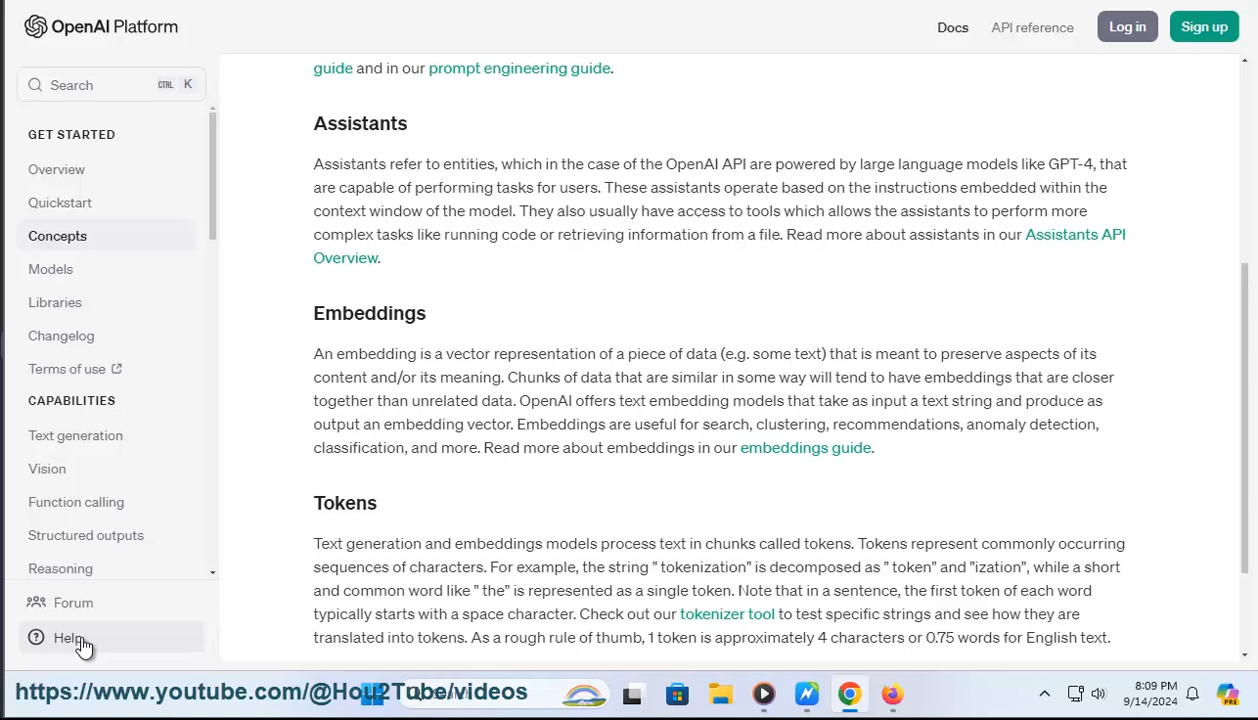 OpenAI Platform
Docs
API reference
Log in
Sign up
Search
CTRL K
GET STARTED
Overview
Quickstart
Concepts
Models
Libraries
Changelog
Terms of use
CAPABILITIES
Text generation
Vision
Function calling
Structured outputs
Reasoning
Forum
Help
guide and in our prompt engineering guide.
Assistants
Assistants refer to entities, which in the case of the OpenAI API are powered by large language models like GPT-4, that
are capable of performing tasks for users. These assistants operate based on the instructions embedded within the
context window of the model. They also usually have access to tools which allows the assistants to perform more
complex tasks like running code or retrieving information from a file. Read more about assistants in our Assistants API
Overview.
Embeddings
An embedding is a vector representation of a piece of data (e.g. some text) that is meant to preserve aspects of its
content and/or its meaning. Chunks of data that are similar in some way will tend to have embeddings that are closer
together than unrelated data. OpenAI offers text embedding models that take as input a text string and produce as
output an embedding vector. Embeddings are useful for search, clustering, recommendations, anomaly detection,
classification, and more. Read more about embeddings in our embeddings guide.
Tokens
Text generation and embeddings models process text in chunks called tokens. Tokens represent commonly occurring
sequences of characters. For example, the string " tokenization" is decomposed as " token" and "ization", while a short
and common word like " the" is represented as a single token. Note that in a sentence, the first token of each word
typically starts with a space character. Check out our tokenizer tool to test specific strings and see how they are
translated into tokens. As a rough rule of thumb, 1 token is approximately 4 characters or 0.75 words for English text.
https://www.youtube.com/@Hou2Tube/videos
8:09 PM
9/14/2024
PRE